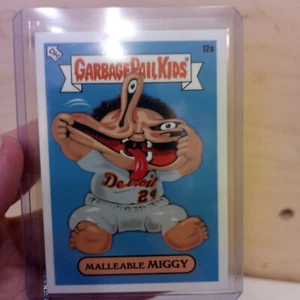 12a
GARBAGE PAIL KIDS
Detroit
24
MALLEABLE MIGGY